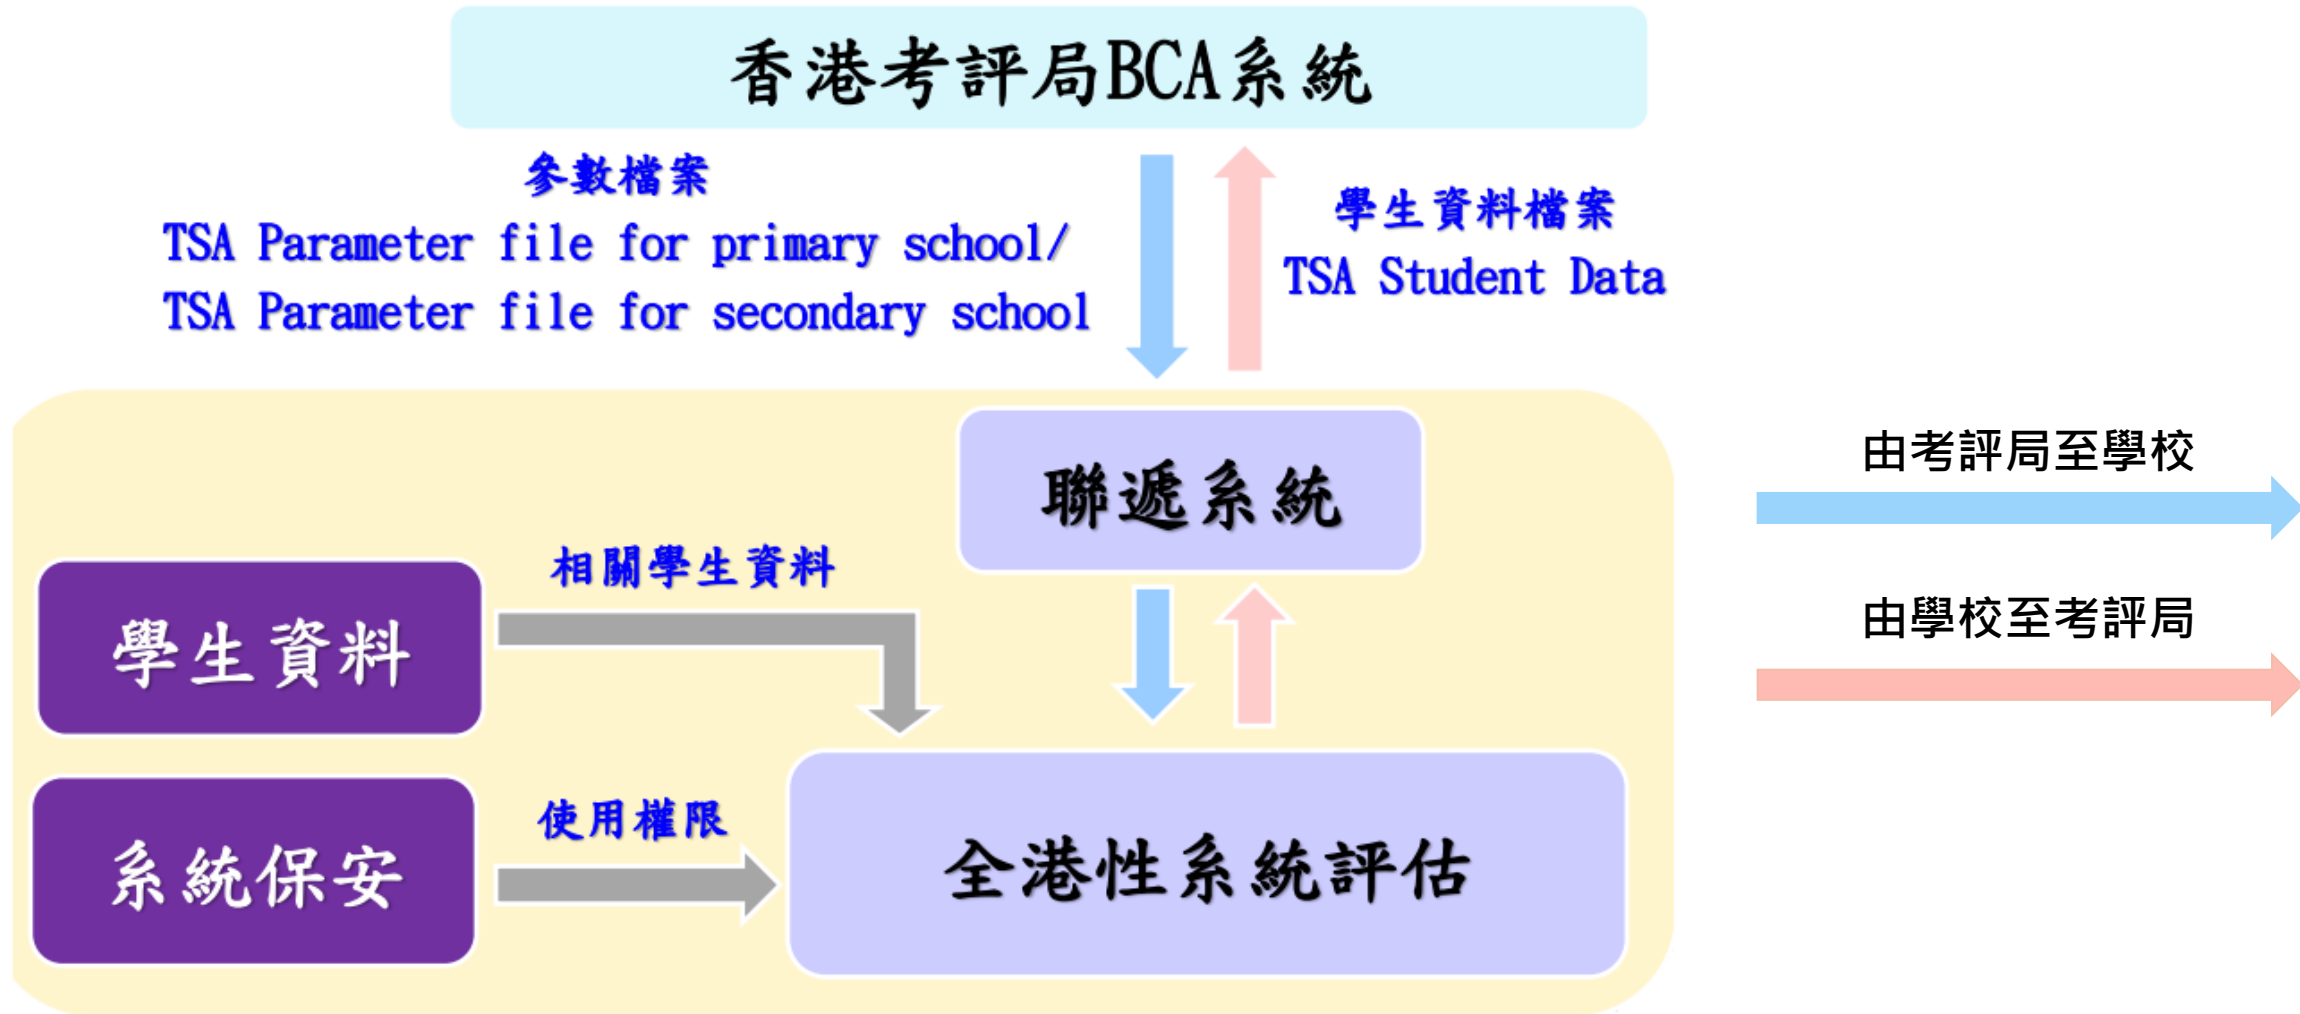 香港考評局BCA系統
參數檔案
TSA Parameter file for primary school/
TSA Parameter file for secondary school
學生資料檔案
TSA Student Data
聯遞系統
由考評局至學校
相關學生資料
學生資料
由學校至考評局
使用權限
系統保安
全港性系統評估